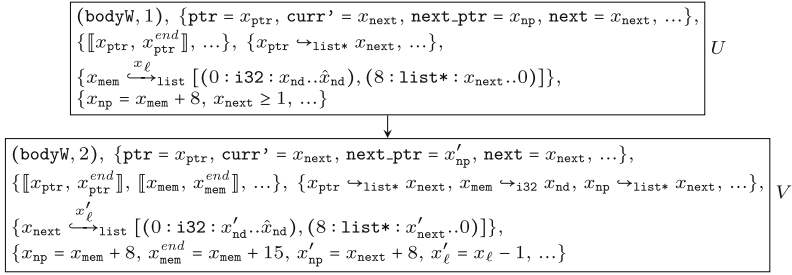 (bodyW, 1), {ptr = x_ptr, curr' = x_next, next_ptr = x_np, next = x_next, ...},
{⟦x_ptr, x_ptr^end⟧, ...}, {x_ptr ↪_list* x_next, ...},
{x_mem ↪^{x_ℓ}_list [(0 : i32 : x_nd..x̂_nd), (8 : list* : x_next..0)]},
{x_np = x_mem + 8, x_next ≥ 1, ...}
U
(bodyW, 2), {ptr = x_ptr, curr' = x_next, next_ptr = x'_np, next = x_next, ...},
{⟦x_ptr, x_ptr^end⟧, ⟦x_mem, x_mem^end⟧, ...}, {x_ptr ↪_list* x_next, x_mem ↪_i32 x_nd, x_np ↪_list* x_next, ...},
{x_next ↪^{x'_ℓ}_list [(0 : i32 : x'_nd..x̂_nd), (8 : list* : x'_next..0)]},
{x_np = x_mem + 8, x_mem^end = x_mem + 15, x'_np = x_next + 8, x'_ℓ = x_ℓ − 1, ...}
V